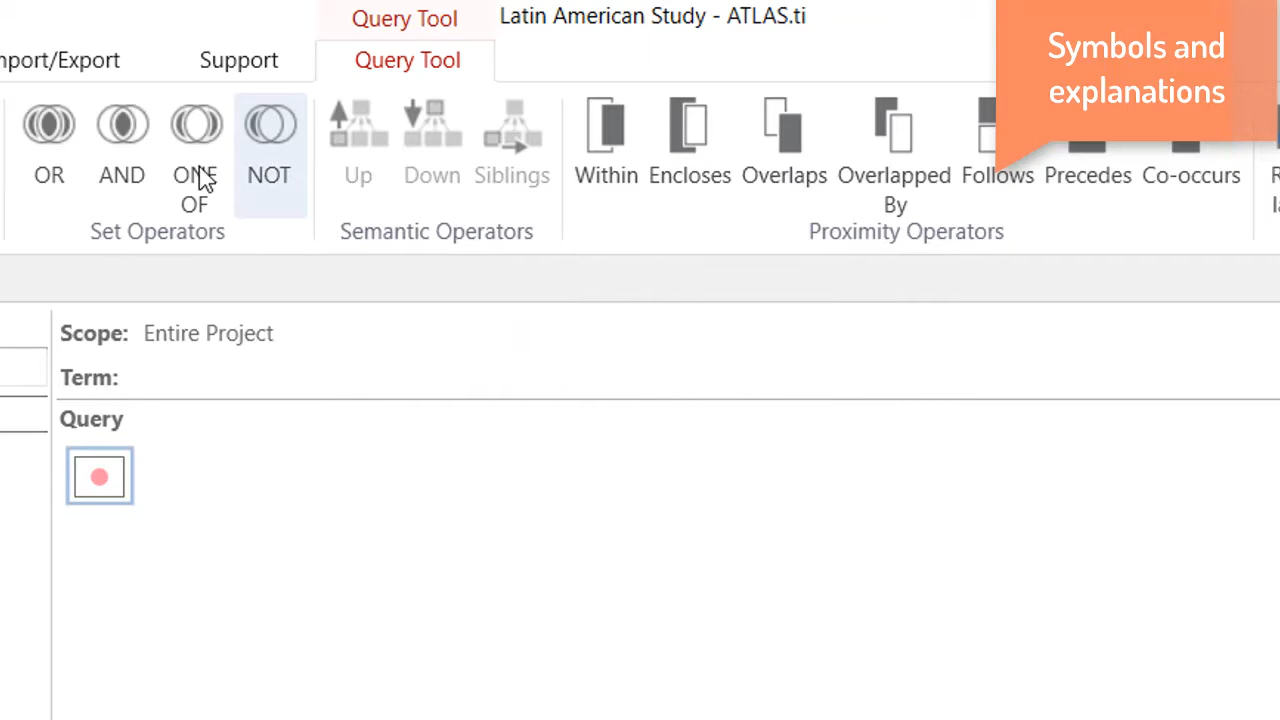 Query Tool
Latin American Study - ATLAS.ti
Symbols and
explanations
mport/Export
Support
Query Tool
OR
AND
ONE
OF
NOT
Up
Down
Siblings
Within
Encloses
Overlaps
Overlapped
By
Follows
Precedes
Co-occurs
Set Operators
Semantic Operators
Proximity Operators
Scope: Entire Project
Term:
Query